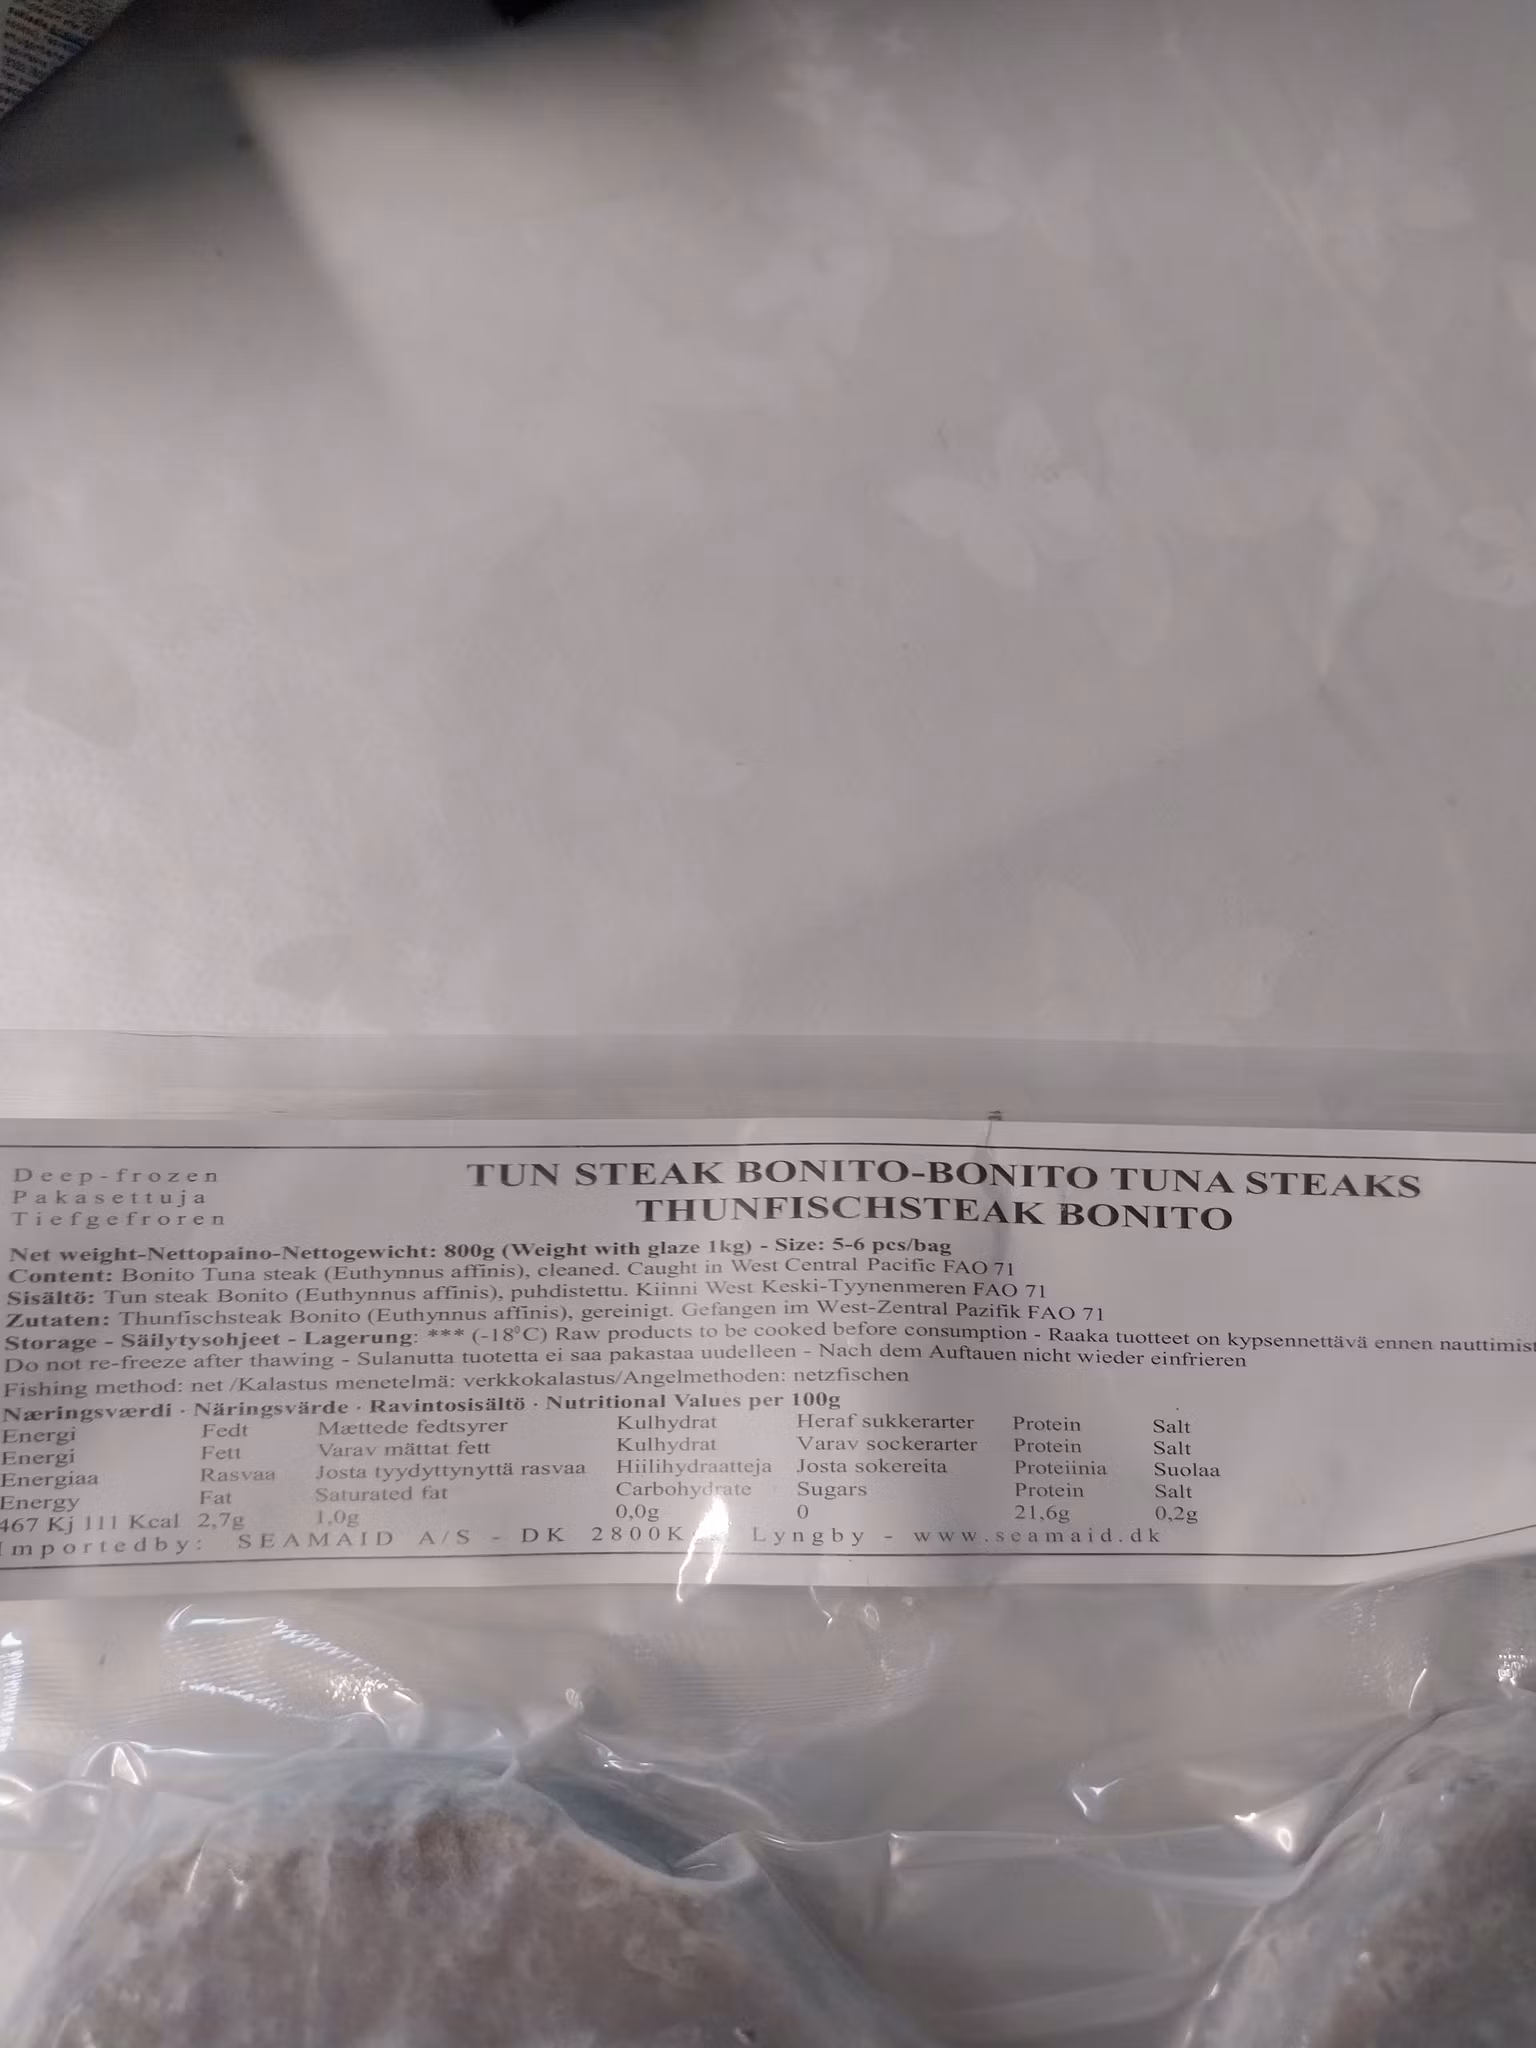 Deep-frozen
Pakasettuja
Tiefgefroren
TUN STEAK BONITO-BONITO TUNA STEAKS
THUNFISCHSTEAK BONITO
Net weight-Nettopaino-Nettogewicht: 800g (Weight with glaze 1kg) - Size: 5-6 pcs/bag
Content: Bonito Tuna steak (Euthynnus affinis), cleaned. Caught in West Central Pacific FAO 71
Sisältö: Tun steak Bonito (Euthynnus affinis), puhdistettu. Kiinni West Keski-Tyynenmeren FAO 71
Zutaten: Thunfischsteak Bonito (Euthynnus affinis), gereinigt. Gefangen im West-Zentral Pazifik FAO 71
Storage - Säilytysohjeet - Lagerung: *** (-18⁰C) Raw products to be cooked before consumption - Raaka tuotteet on kypsennettävä ennen nauttimist
Do not re-freeze after thawing - Sulanutta tuotetta ei saa pakastaa uudelleen - Nach dem Auftauen nicht wieder einfrieren
Fishing method: net /Kalastus menetelmä: verkkokalastus/Angelmethoden: netzfischen
Næringsværdi · Näringsvärde · Ravintosisältö · Nutritional Values per 100g
Energi Fedt Mættede fedtsyrer Kulhydrat Heraf sukkerarter Protein Salt
Energi Fett Varav mättat fett Kulhydrat Varav sockerarter Protein Salt
Energiaa Rasvaa Josta tyydyttynyttä rasvaa Hiilihydraatteja Josta sokereita Proteiinia Suolaa
Energy Fat Saturated fat Carbohydrate Sugars Protein Salt
467 Kj 111 Kcal 2,7g 1,0g 0,0g 0 21,6g 0,2g
Importedby: SEAMAID A/S - DK 2800K Lyngby - www.seamaid.dk